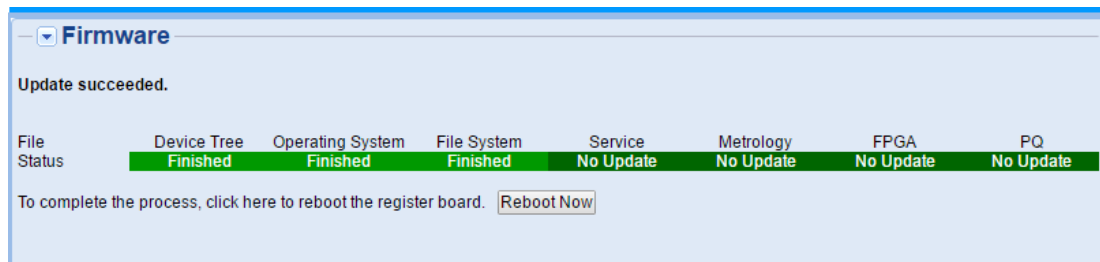 Firmware
Update succeeded.
File Device Tree Operating System File System Service Metrology FPGA PQ
Status Finished Finished Finished No Update No Update No Update No Update
To complete the process, click here to reboot the register board. Reboot Now